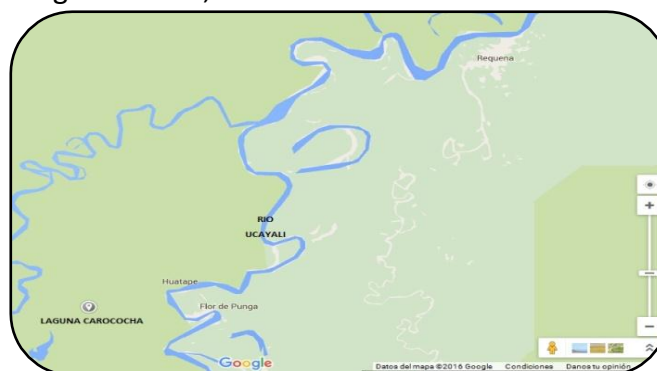 Requena
RIO
UCAYALI
Huatape
Flor de Punga
LAGUNA CAROCOCHA
Google
Datos del mapa ©2016 Google Condiciones Danos tu opinión